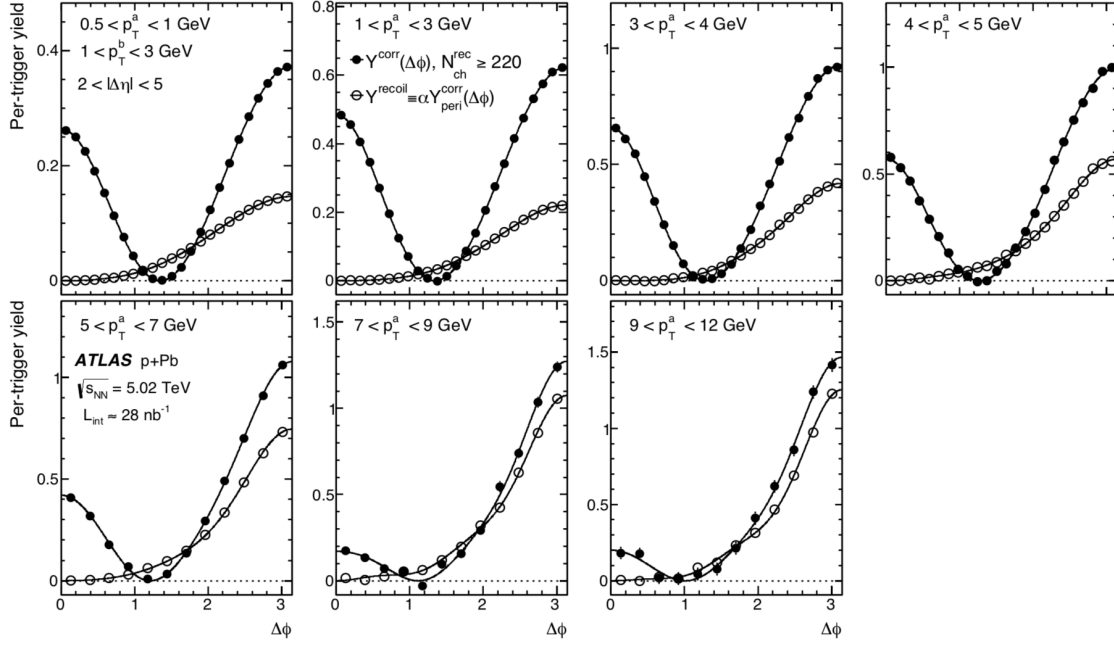 Per-trigger yield
0.5 < p_T^a < 1 GeV
1 < p_T^b < 3 GeV
2 < |Δη| < 5
0.4
0.2
0
1 < p_T^a < 3 GeV
Y^corr(Δϕ), N_ch^rec ≥ 220
Y^recoil ≡ αY_peri^corr(Δϕ)
0.8
0.6
0.4
0.2
0
3 < p_T^a < 4 GeV
1
0.5
0
4 < p_T^a < 5 GeV
1
0.5
0
Per-trigger yield
5 < p_T^a < 7 GeV
ATLAS p+Pb
√s_NN = 5.02 TeV
L_int ≈ 28 nb^-1
1
0.5
0
0 1 2 3
Δϕ
7 < p_T^a < 9 GeV
1.5
1
0.5
0
0 1 2 3
Δϕ
9 < p_T^a < 12 GeV
1.5
1
0.5
0
0 1 2 3
Δϕ